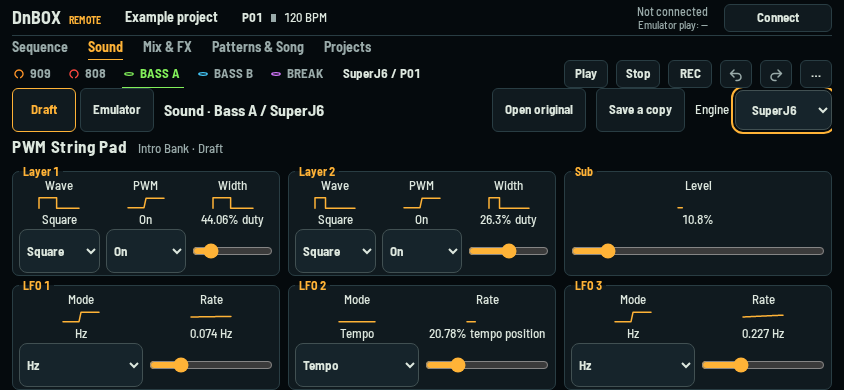 DnBOX REMOTE Example project P01 120 BPM Not connected Emulator play: — Connect
Sequence Sound Mix & FX Patterns & Song Projects
909 808 BASS A BASS B BREAK SuperJ6 / P01 Play Stop REC ...
Draft Emulator Sound · Bass A / SuperJ6 Open original Save a copy Engine SuperJ6
PWM String Pad Intro Bank · Draft
Layer 1 Layer 2 Sub
Wave PWM Width Wave PWM Width Level
Square On 44.06% duty Square On 26.3% duty 10.8%
Square On Square On
LFO 1 LFO 2 LFO 3
Mode Rate Mode Rate Mode Rate
Hz 0.074 Hz Tempo 20.78% tempo position Hz 0.227 Hz
Hz Tempo Hz